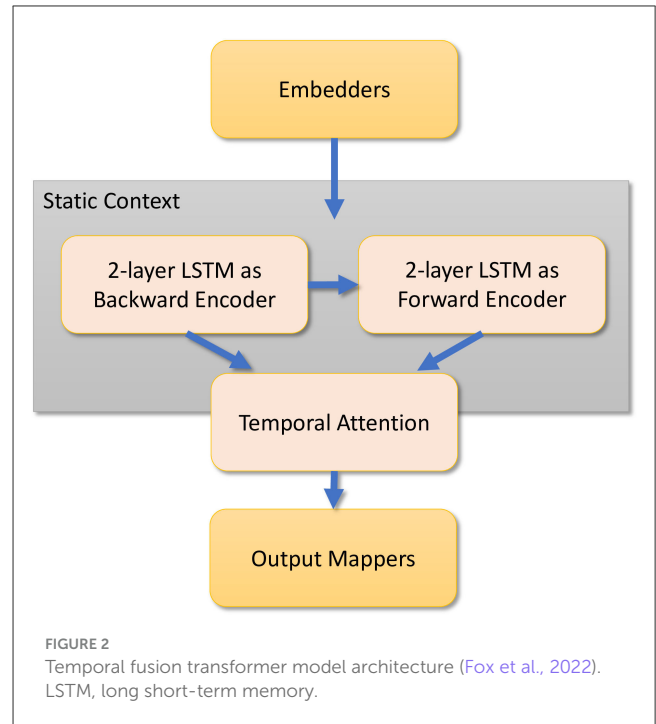 Embedders
Static Context
2-layer LSTM as
Backward Encoder
2-layer LSTM as
Forward Encoder
Temporal Attention
Output Mappers
FIGURE 2
Temporal fusion transformer model architecture (Fox et al., 2022).
LSTM, long short-term memory.